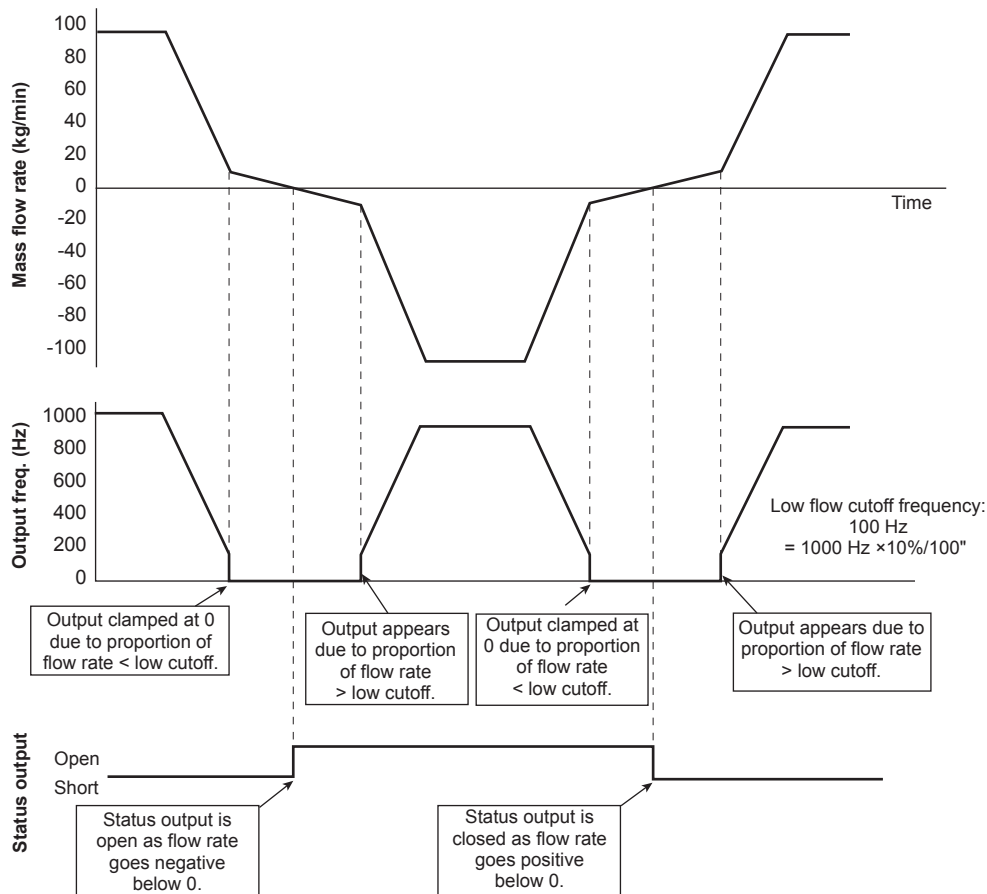 Mass flow rate (kg/min)
100
80
60
40
20
0
-20
-40
-60
-80
-100
Time
Output freq. (Hz)
1000
800
600
400
200
0
Low flow cutoff frequency:
100 Hz
= 1000 Hz ×10%/100"
Output clamped at 0
due to proportion of
flow rate < low cutoff.
Output appears
due to proportion
of flow rate
> low cutoff.
Output clamped at
0 due to proportion
of flow rate
< low cutoff.
Output appears due to
proportion of flow rate
> low cutoff.
Status output
Open
Short
Status output is
open as flow rate
goes negative
below 0.
Status output is
closed as flow rate
goes positive
below 0.